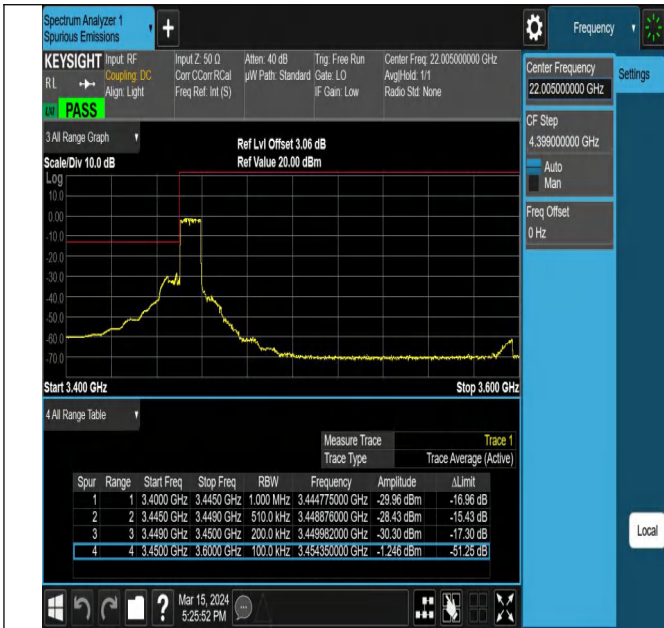 Spectrum Analyzer 1
Spurious Emissions
Frequency
KEYSIGHT
RL
Input: RF
Coupling: DC
Align: Light
Input Z: 50 Ω
Corr CCorr RCal
Freq Ref: Int (S)
Atten: 40 dB
µW Path: Standard
Trig: Free Run
Gate: LO
IF Gain: Low
Center Freq: 22.005000000 GHz
Avg|Hold: 1/1
Radio Std: None
PASS
Center Frequency
22.005000000 GHz
Settings
CF Step
4.399000000 GHz
Auto
Man
Freq Offset
0 Hz
3 All Range Graph
Scale/Div 10.0 dB
Ref Lvl Offset 3.06 dB
Ref Value 20.00 dBm
Log
10.0
0.00
-10.0
-20.0
-30.0
-40.0
-50.0
-60.0
-70.0
Start 3.400 GHz
Stop 3.600 GHz
4 All Range Table
Measure Trace Trace 1
Trace Type Trace Average (Active)
Spur Range Start Freq Stop Freq RBW Frequency Amplitude ΔLimit
1 1 3.4000 GHz 3.4450 GHz 1.000 MHz 3.444775000 GHz -29.96 dBm -16.96 dB
2 2 3.4450 GHz 3.4490 GHz 510.0 kHz 3.448876000 GHz -28.43 dBm -15.43 dB
3 3 3.4490 GHz 3.4500 GHz 200.0 kHz 3.449982000 GHz -30.30 dBm -17.30 dB
4 4 3.4500 GHz 3.6000 GHz 100.0 kHz 3.454350000 GHz -1.246 dBm -51.25 dB
Local
?
Mar 15, 2024
5:25:52 PM